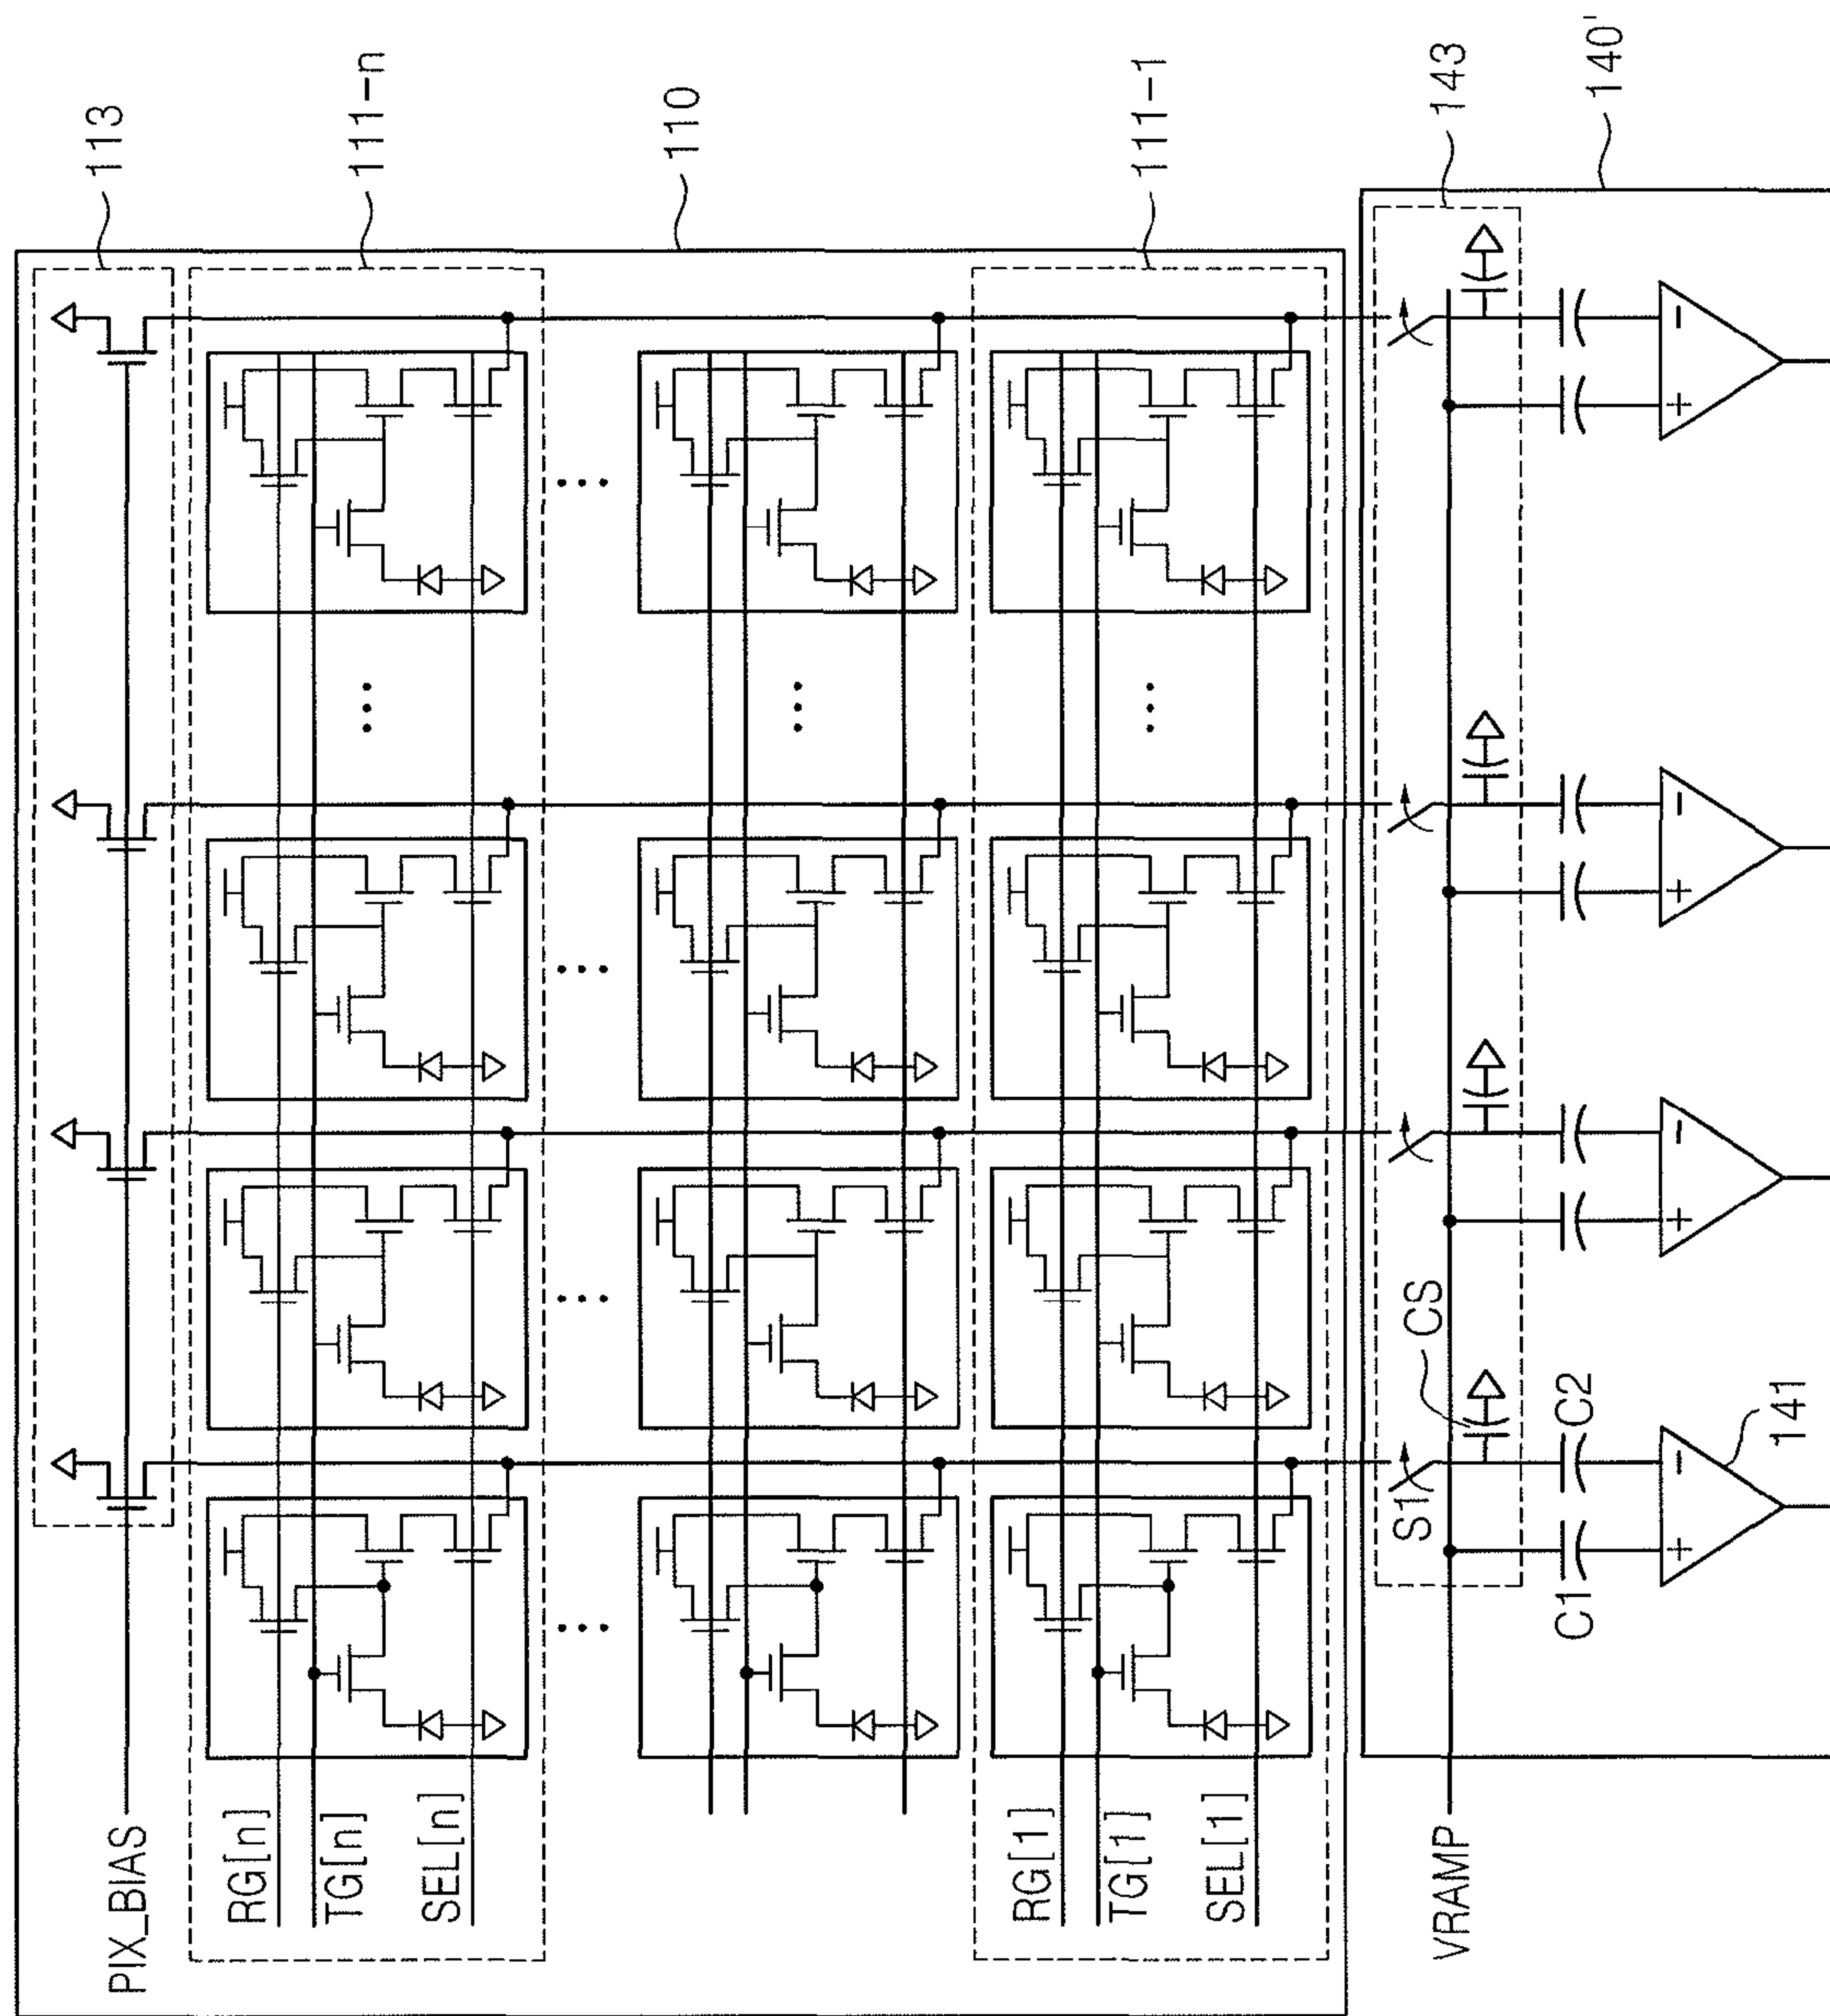 113
111-n
110
111-1
143
140'
PIX_BIAS
RG[n]
TG[n]
SEL[n]
RG[1]
TG[1]
SEL[1]
VRAMP
S1
CS
C1
C2
141
+
-
+
-
+
-
+
-